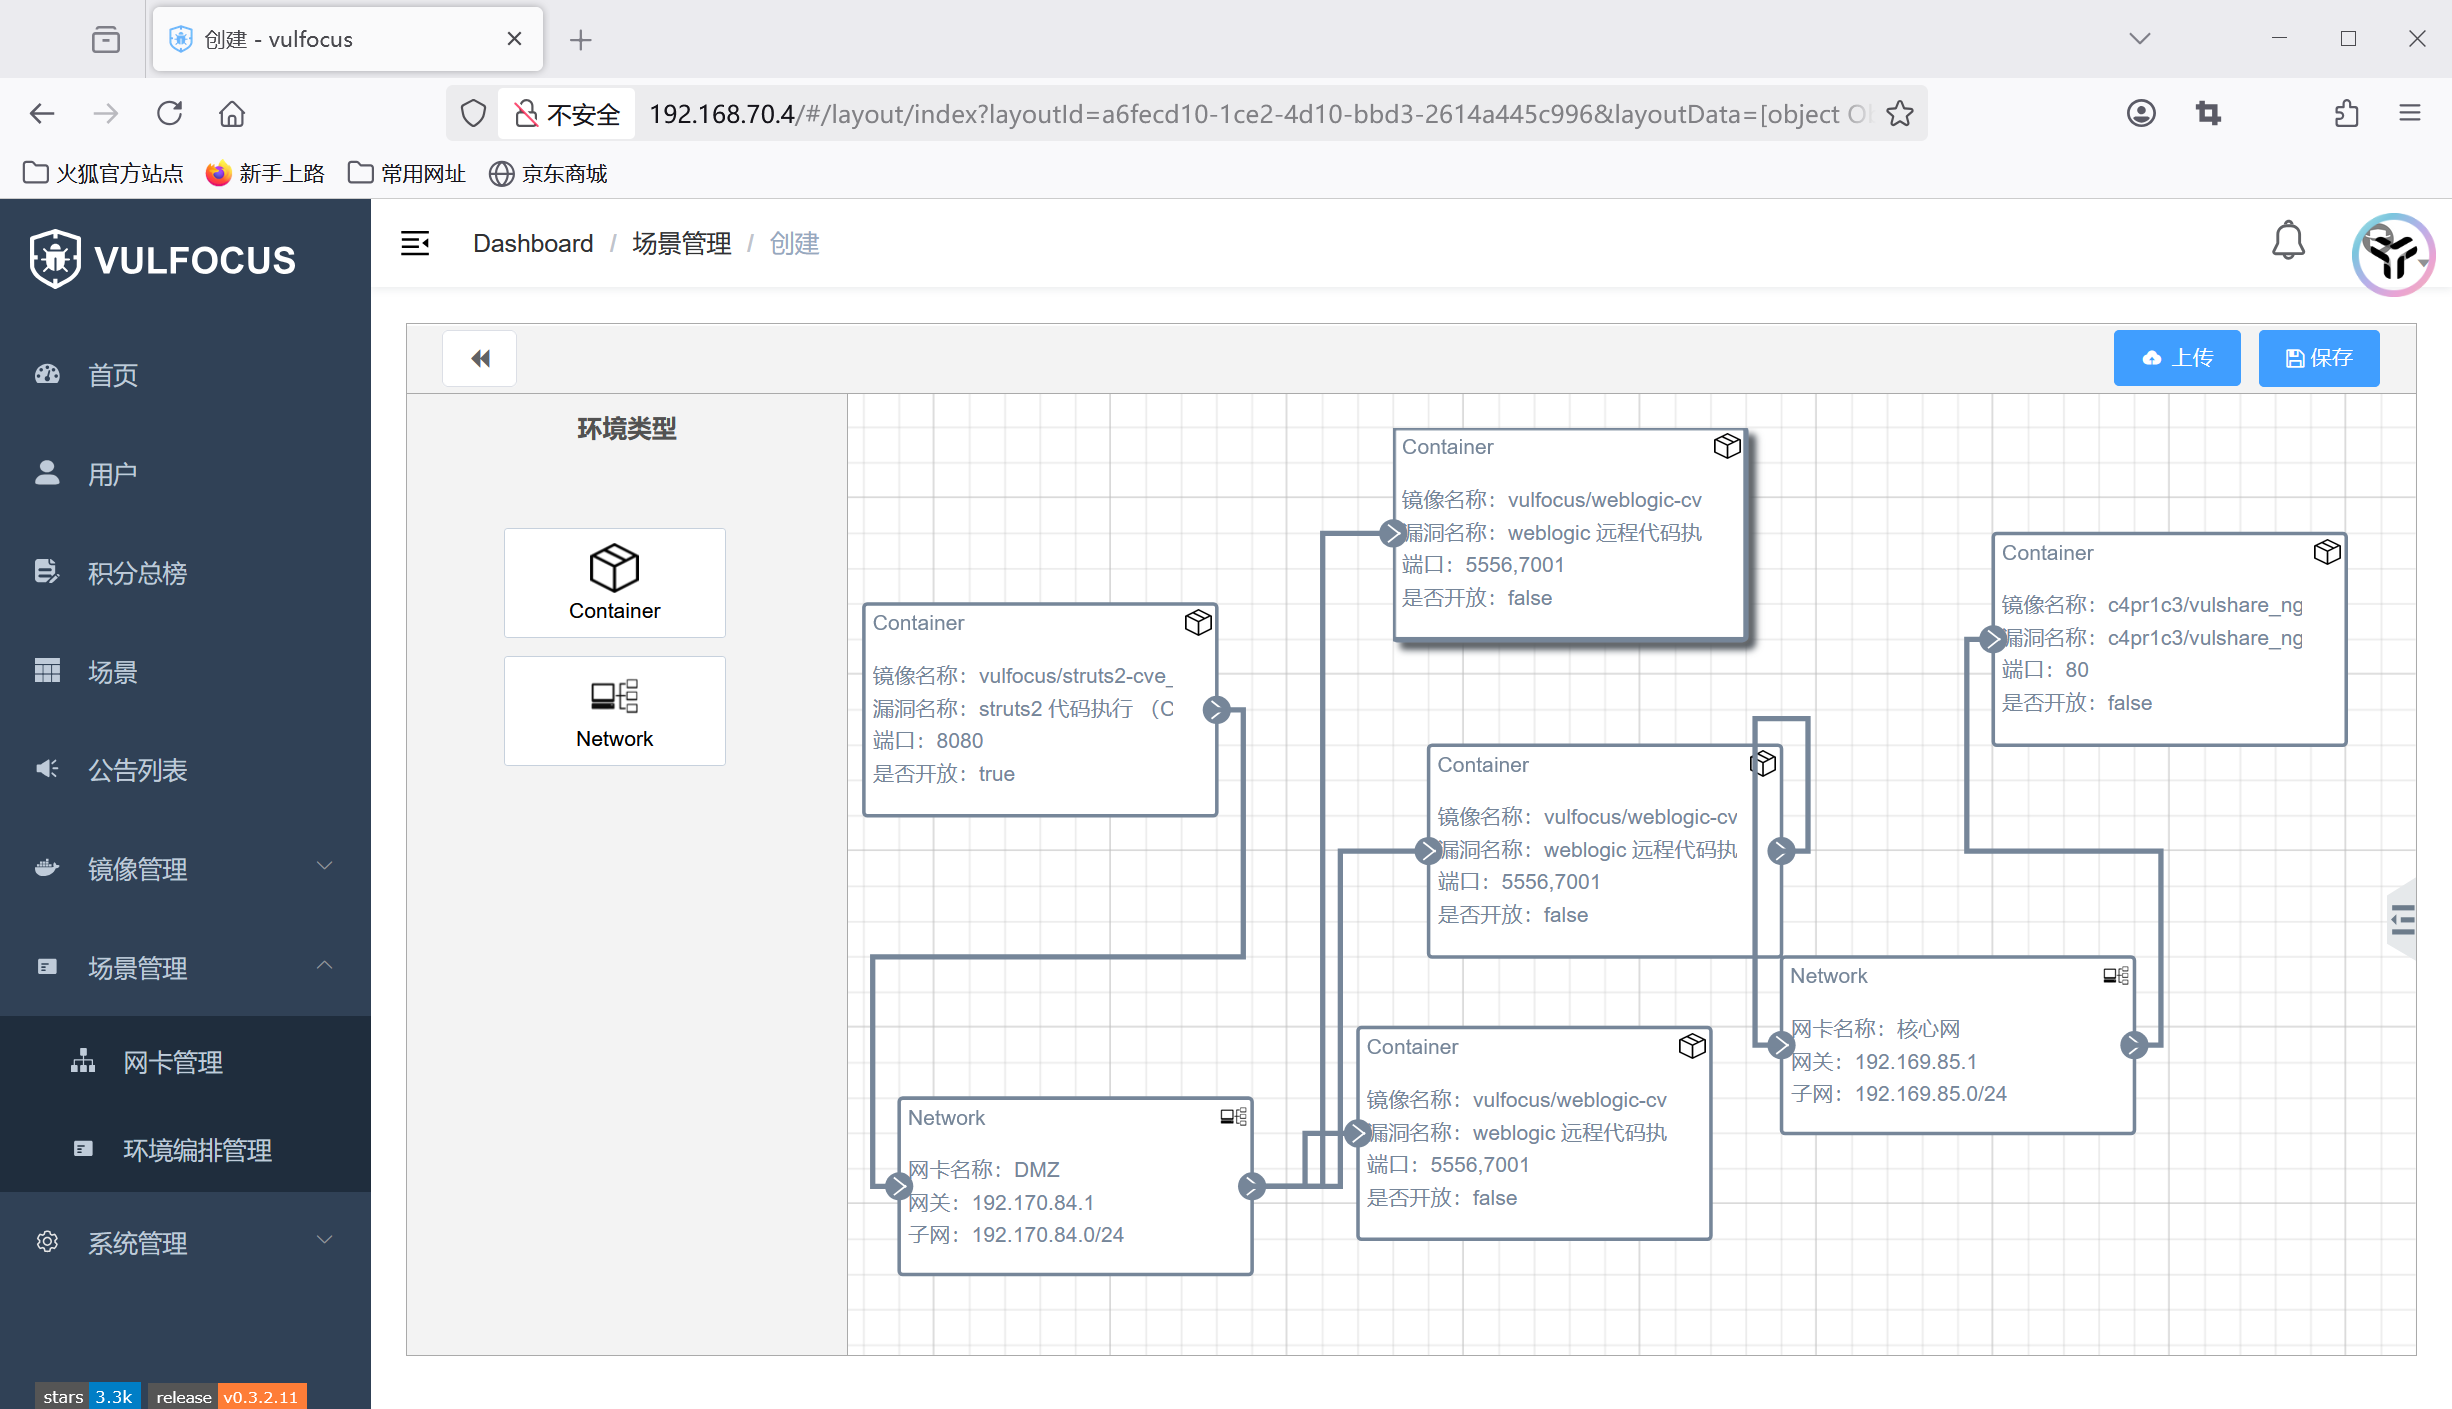 创建 - vulfocus
不安全
192.168.70.4/#/layout/index?layoutId=a6fecd10-1ce2-4d10-bbd3-2614a445c996&layoutData=[object Ob
火狐官方站点
新手上路
常用网址
京东商城
VULFOCUS
首页
用户
积分总榜
场景
公告列表
镜像管理
场景管理
网卡管理
环境编排管理
系统管理
stars 3.3k
release v0.3.2.11
Dashboard / 场景管理 / 创建
上传
保存
环境类型
Container
Network
Container
镜像名称：vulfocus/struts2-cve_
漏洞名称：struts2 代码执行 （C
端口：8080
是否开放：true
Network
网卡名称：DMZ
网关：192.170.84.1
子网：192.170.84.0/24
Container
镜像名称：vulfocus/weblogic-cv
漏洞名称：weblogic 远程代码执
端口：5556,7001
是否开放：false
Container
镜像名称：vulfocus/weblogic-cv
漏洞名称：weblogic 远程代码执
端口：5556,7001
是否开放：false
Container
镜像名称：vulfocus/weblogic-cv
漏洞名称：weblogic 远程代码执
端口：5556,7001
是否开放：false
Network
网卡名称：核心网
网关：192.169.85.1
子网：192.169.85.0/24
Container
镜像名称：c4pr1c3/vulshare_ng
漏洞名称：c4pr1c3/vulshare_ng
端口：80
是否开放：false